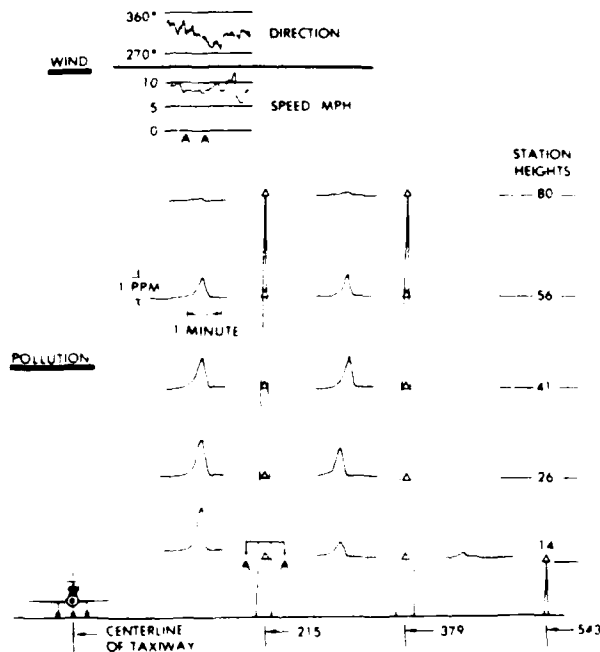 360°
DIRECTION
270°
WIND
10
5
SPEED MPH
0
A A
STATION
HEIGHTS
80
1 PPM
56
1 MINUTE
POLLUTION
41
26
14
A A
CENTERLINE
OF TAXIWAY
215
379
543